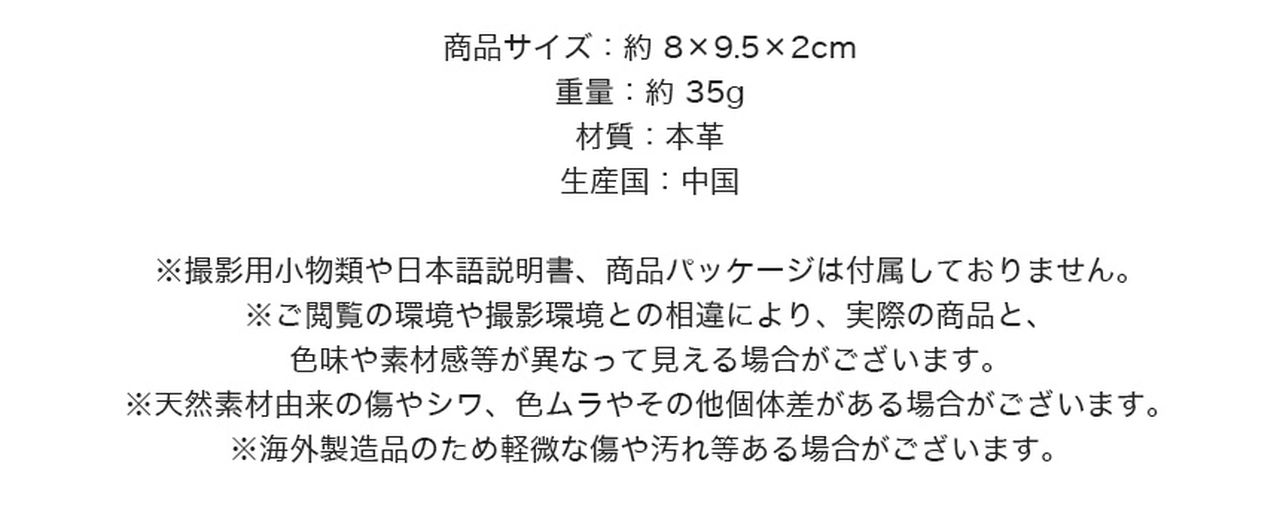 商品サイズ：約 8×9.5×2cm
重量：約 35g
材質：本革
生産国：中国
※撮影用小物類や日本語説明書、商品パッケージは付属しておりません。
※ご閲覧の環境や撮影環境との相違により、実際の商品と、
色味や素材感等が異なって見える場合がございます。
※天然素材由来の傷やシワ、色ムラやその他個体差がある場合がございます。
※海外製造品のため軽微な傷や汚れ等ある場合がございます。